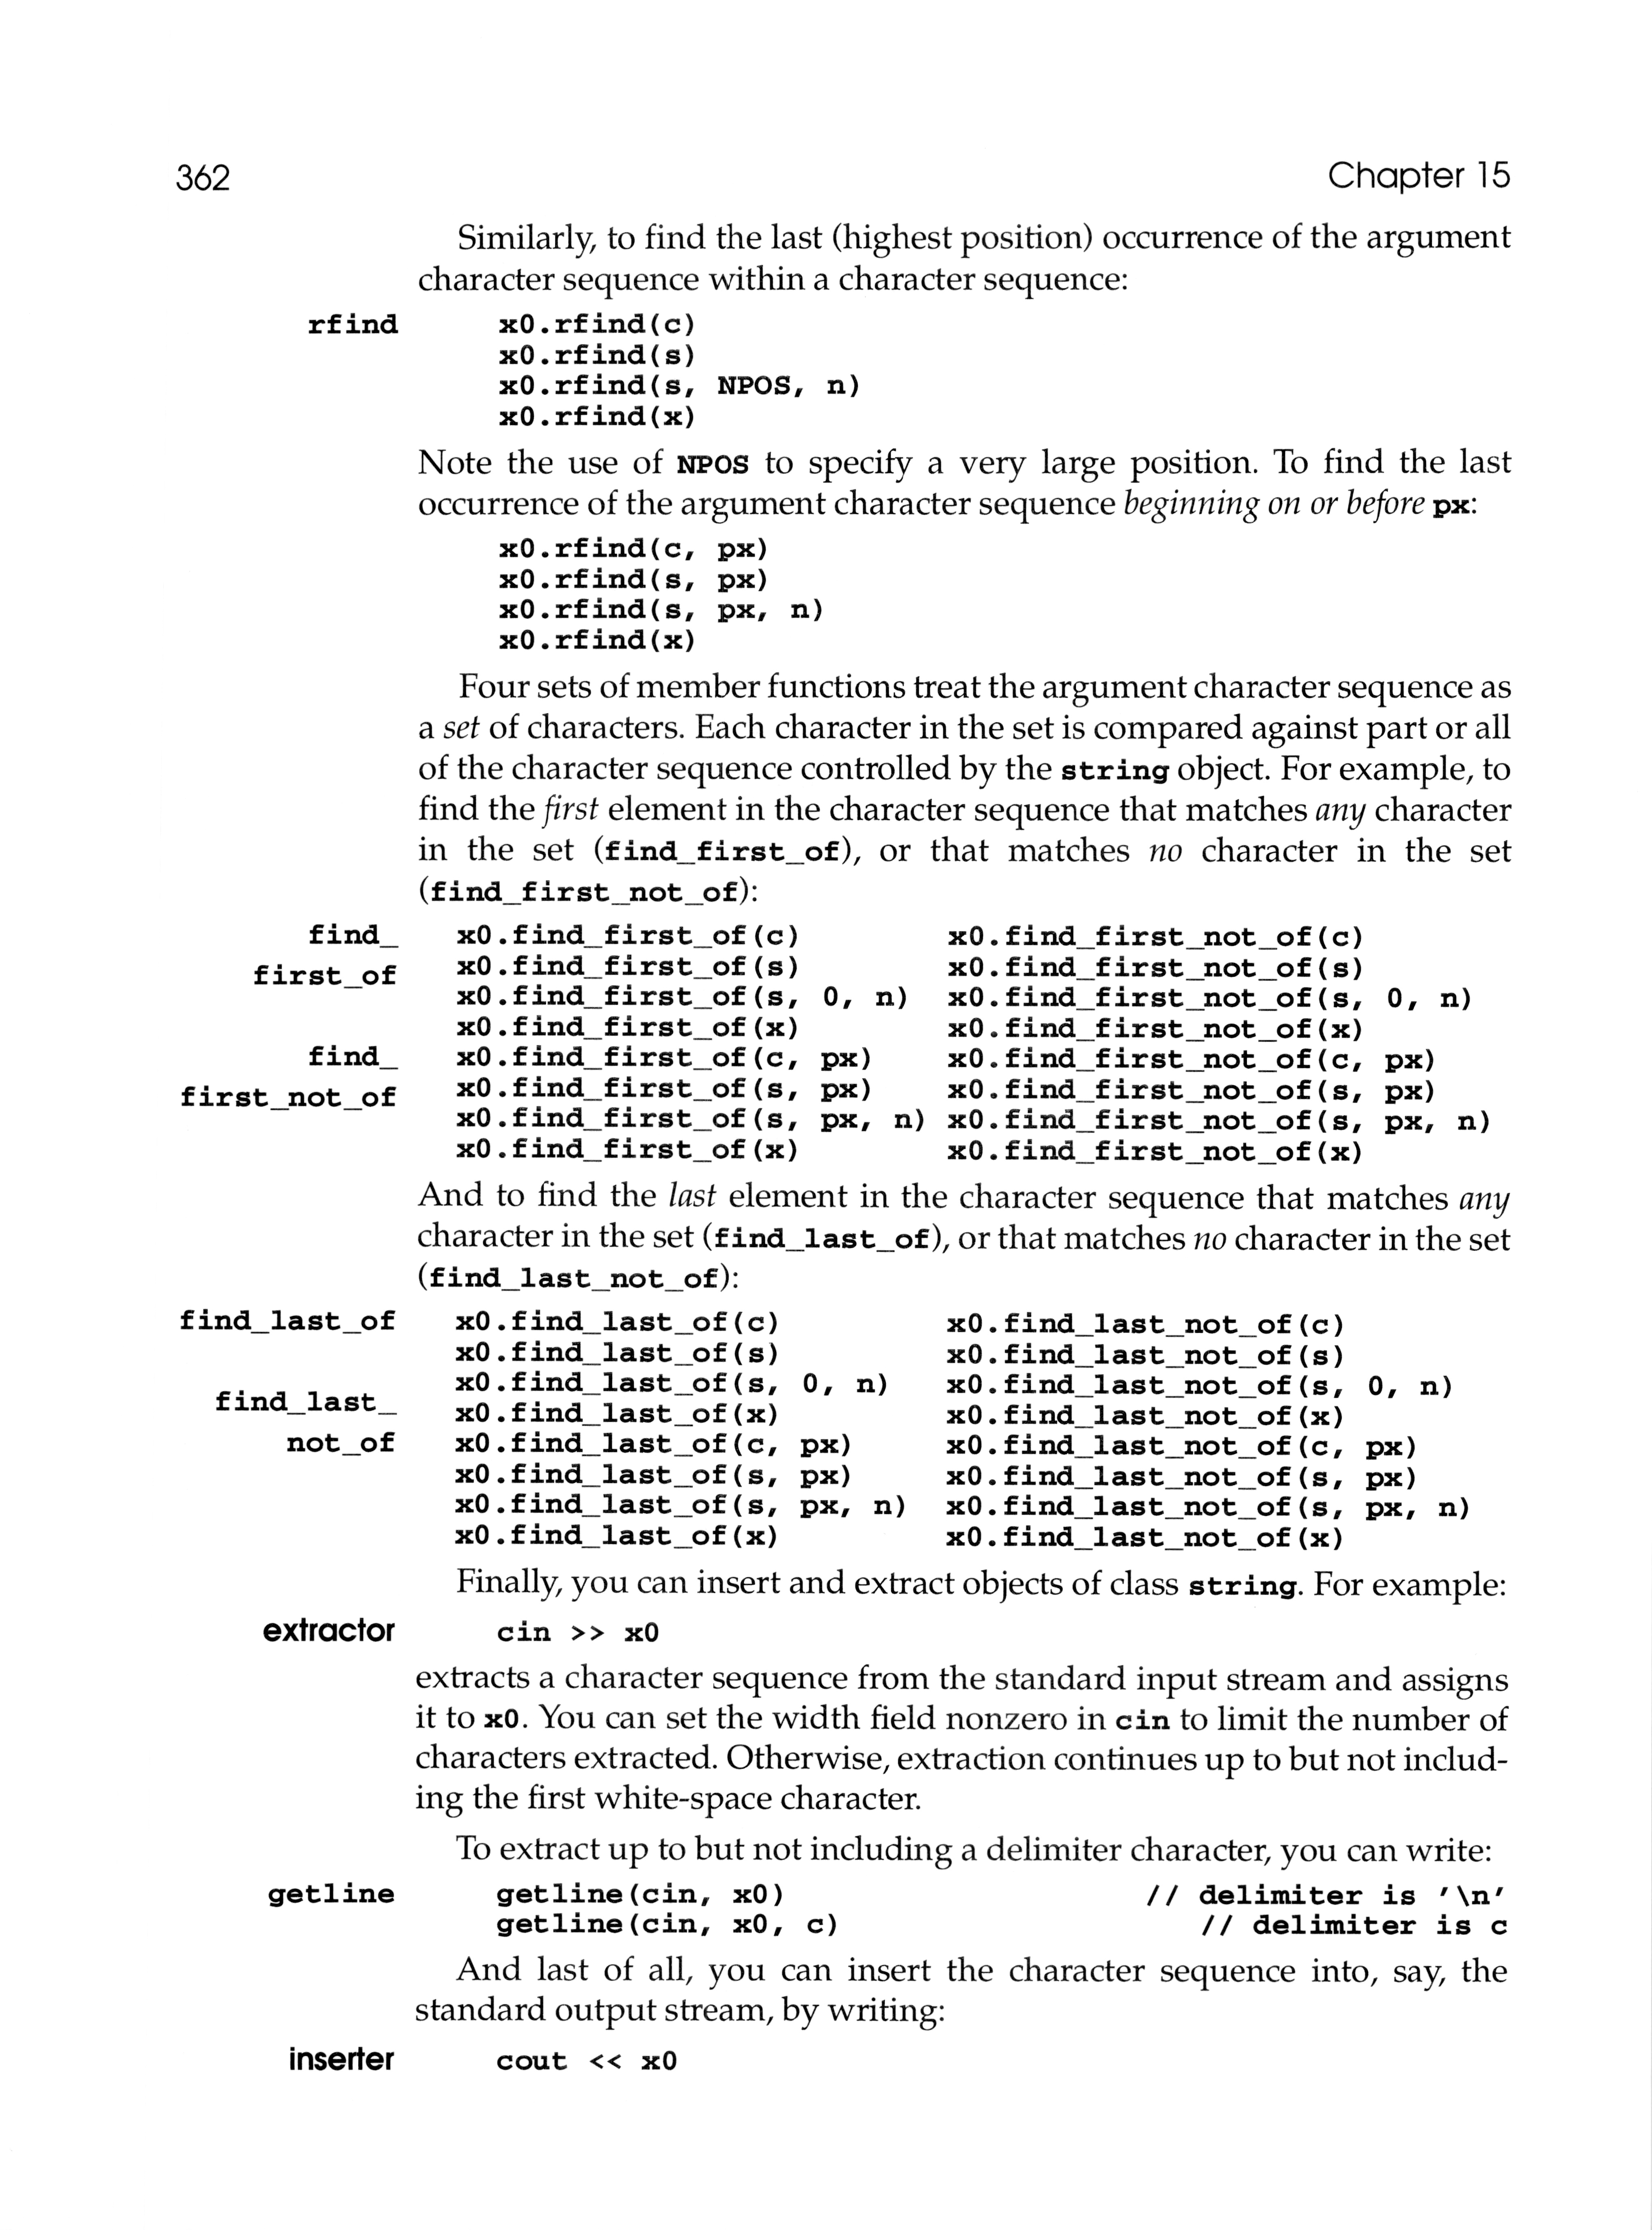 362 Chapter 15
Similarly, to find the last (highest position) occurrence of the argument
character sequence within a character sequence:
rfind x0.rfind(c)
x0.rfind(s)
x0.rfind(s, NPOS, n)
x0.rfind(x)
Note the use of NPOS to specify a very large position. To find the last
occurrence of the argument character sequence beginning on or before px:
x0.rfind(c, px)
x0.rfind(s, px)
x0.rfind(s, px, n)
x0.rfind(x)
Four sets of member functions treat the argument character sequence as
a set of characters. Each character in the set is compared against part or all
of the character sequence controlled by the string object. For example, to
find the first element in the character sequence that matches any character
in the set (find_first_of), or that matches no character in the set
(find_first_not_of):
find_ x0.find_first_of(c) x0.find_first_not_of(c)
first_of x0.find_first_of(s) x0.find_first_not_of(s)
x0.find_first_of(s, 0, n) x0.find_first_not_of(s, 0, n)
x0.find_first_of(x) x0.find_first_not_of(x)
find_ x0.find_first_of(c, px) x0.find_first_not_of(c, px)
first_not_of x0.find_first_of(s, px) x0.find_first_not_of(s, px)
x0.find_first_of(s, px, n) x0.find_first_not_of(s, px, n)
x0.find_first_of(x) x0.find_first_not_of(x)
And to find the last element in the character sequence that matches any
character in the set (find_last_of), or that matches no character in the set
(find_last_not_of):
find_last_of x0.find_last_of(c) x0.find_last_not_of(c)
x0.find_last_of(s) x0.find_last_not_of(s)
x0.find_last_of(s, 0, n) x0.find_last_not_of(s, 0, n)
find_last_ x0.find_last_of(x) x0.find_last_not_of(x)
not_of x0.find_last_of(c, px) x0.find_last_not_of(c, px)
x0.find_last_of(s, px) x0.find_last_not_of(s, px)
x0.find_last_of(s, px, n) x0.find_last_not_of(s, px, n)
x0.find_last_of(x) x0.find_last_not_of(x)
Finally, you can insert and extract objects of class string. For example:
extractor cin >> x0
extracts a character sequence from the standard input stream and assigns
it to x0. You can set the width field nonzero in cin to limit the number of
characters extracted. Otherwise, extraction continues up to but not includ-
ing the first white-space character.
To extract up to but not including a delimiter character, you can write:
getline getline(cin, x0) // delimiter is '\n'
getline(cin, x0, c) // delimiter is c
And last of all, you can insert the character sequence into, say, the
standard output stream, by writing:
inserter cout << x0